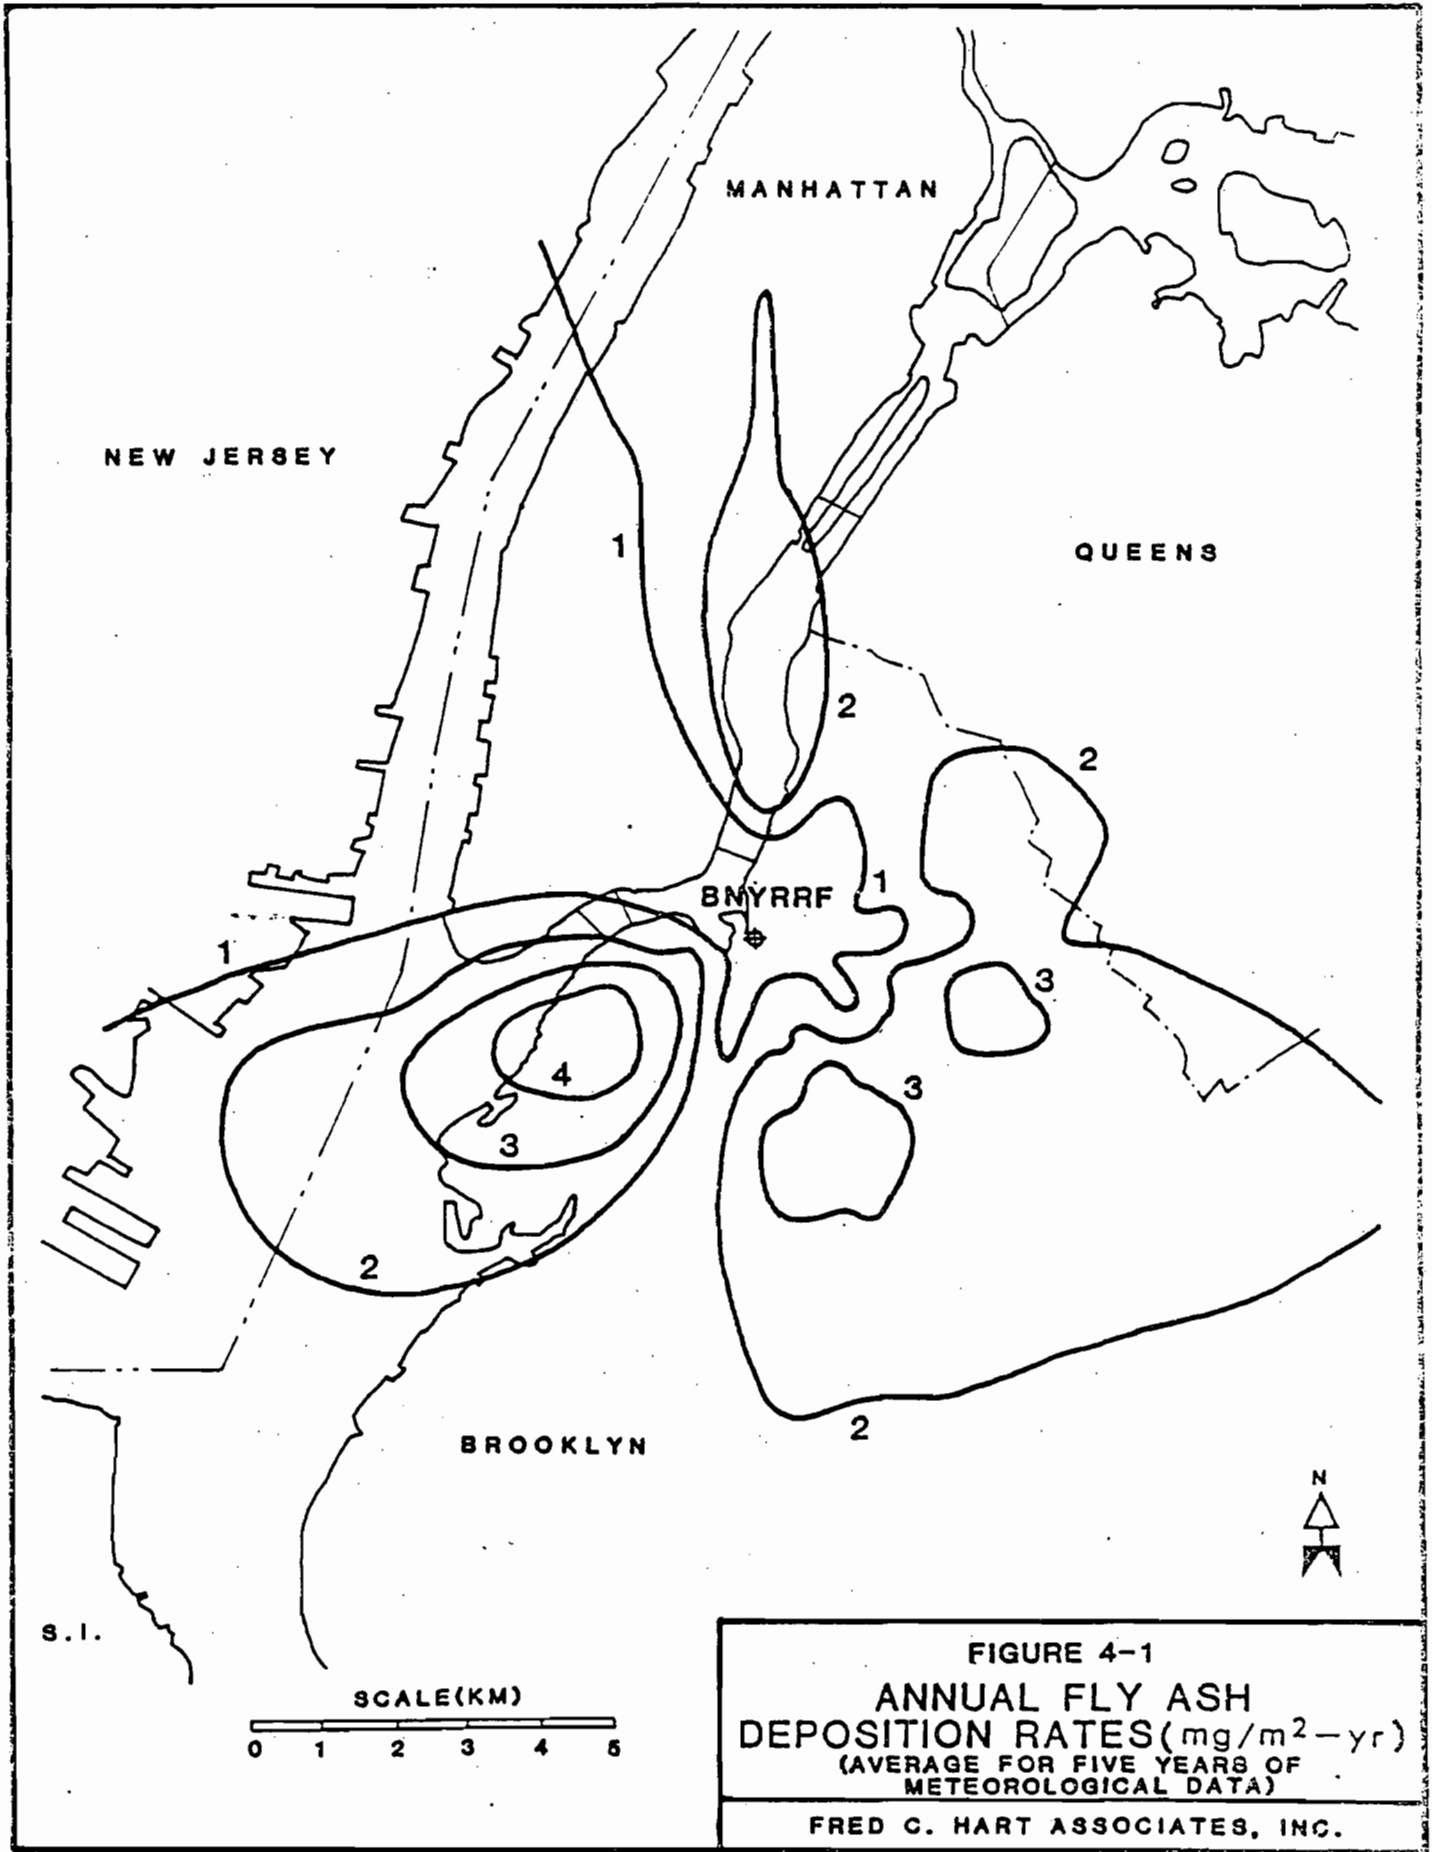 MANHATTAN
NEW JERSEY
1
QUEENS
2
2
BNYRRF
1
1
3
4
3
3
2
2
BROOKLYN
N
S.I.
SCALE(KM)
0 1 2 3 4 5
FIGURE 4-1
ANNUAL FLY ASH
DEPOSITION RATES(mg/m²-yr)
(AVERAGE FOR FIVE YEARS OF
METEOROLOGICAL DATA)
FRED C. HART ASSOCIATES, INC.